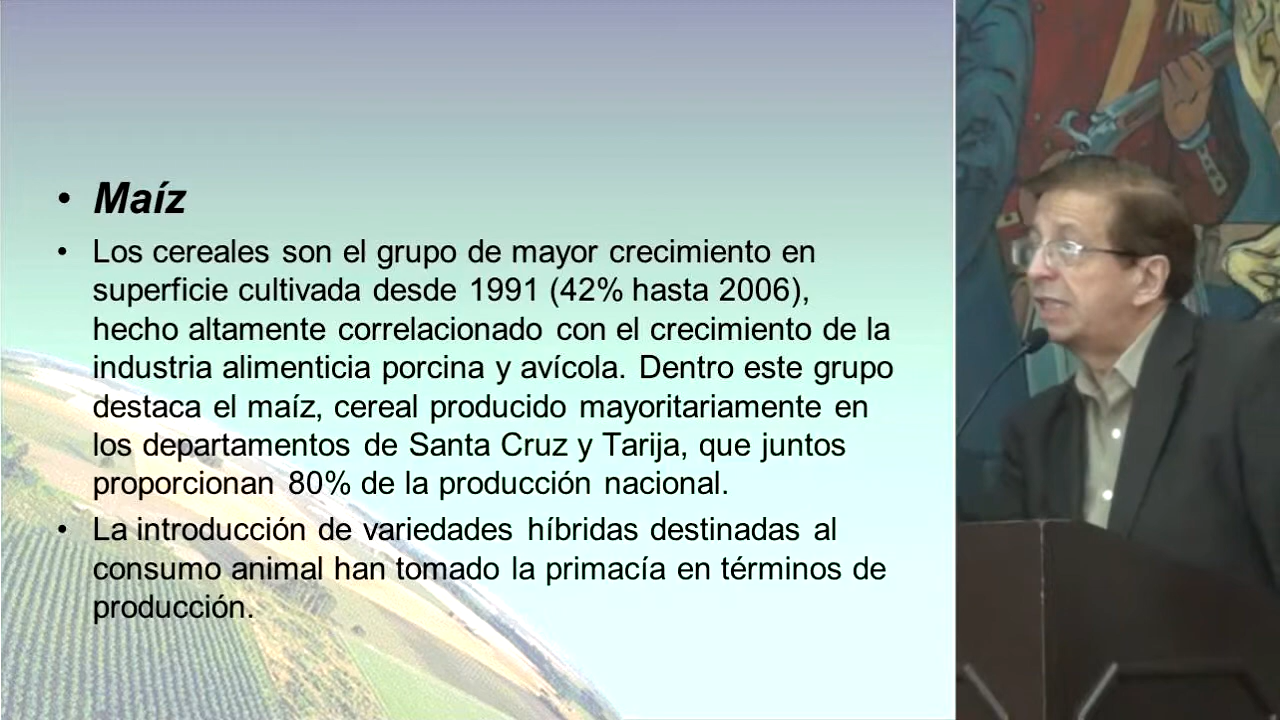 • Maíz
• Los cereales son el grupo de mayor crecimiento en
superficie cultivada desde 1991 (42% hasta 2006),
hecho altamente correlacionado con el crecimiento de la
industria alimenticia porcina y avícola. Dentro este grupo
destaca el maíz, cereal producido mayoritariamente en
los departamentos de Santa Cruz y Tarija, que juntos
proporcionan 80% de la producción nacional.
• La introducción de variedades híbridas destinadas al
consumo animal han tomado la primacía en términos de
producción.